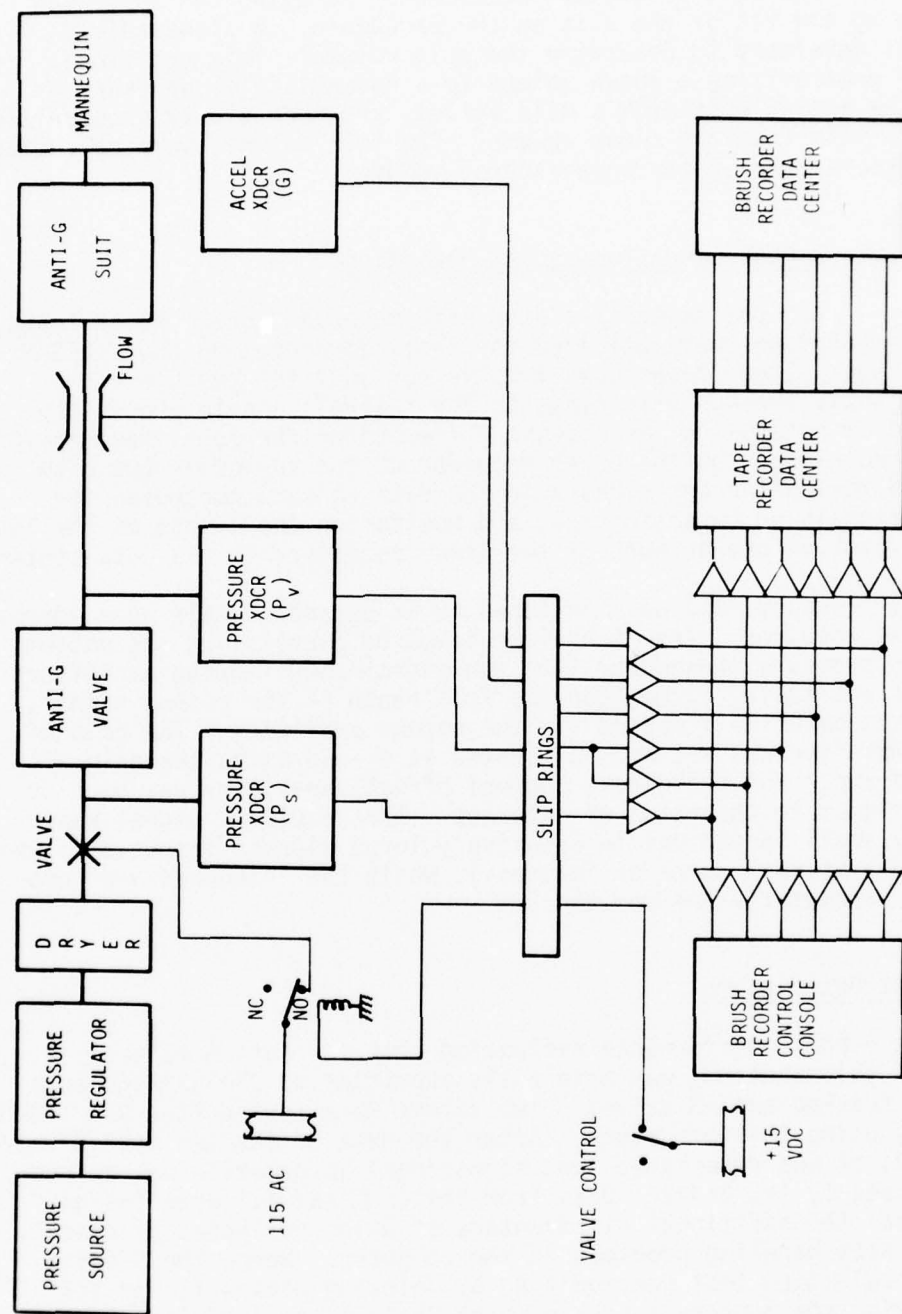 PRESSURE
SOURCE
PRESSURE
REGULATOR
D
R
Y
E
R
VALVE
ANTI-G
VALVE
FLOW
ANTI-G
SUIT
MANNEQUIN
PRESSURE
XDCR
(PS)
PRESSURE
XDCR
(PV)
ACCEL
XDCR
(G)
115 AC
NC
NO
SLIP RINGS
VALVE CONTROL
+15
VDC
BRUSH
RECORDER
CONTROL
CONSOLE
TAPE
RECORDER
DATA
CENTER
BRUSH
RECORDER
DATA
CENTER